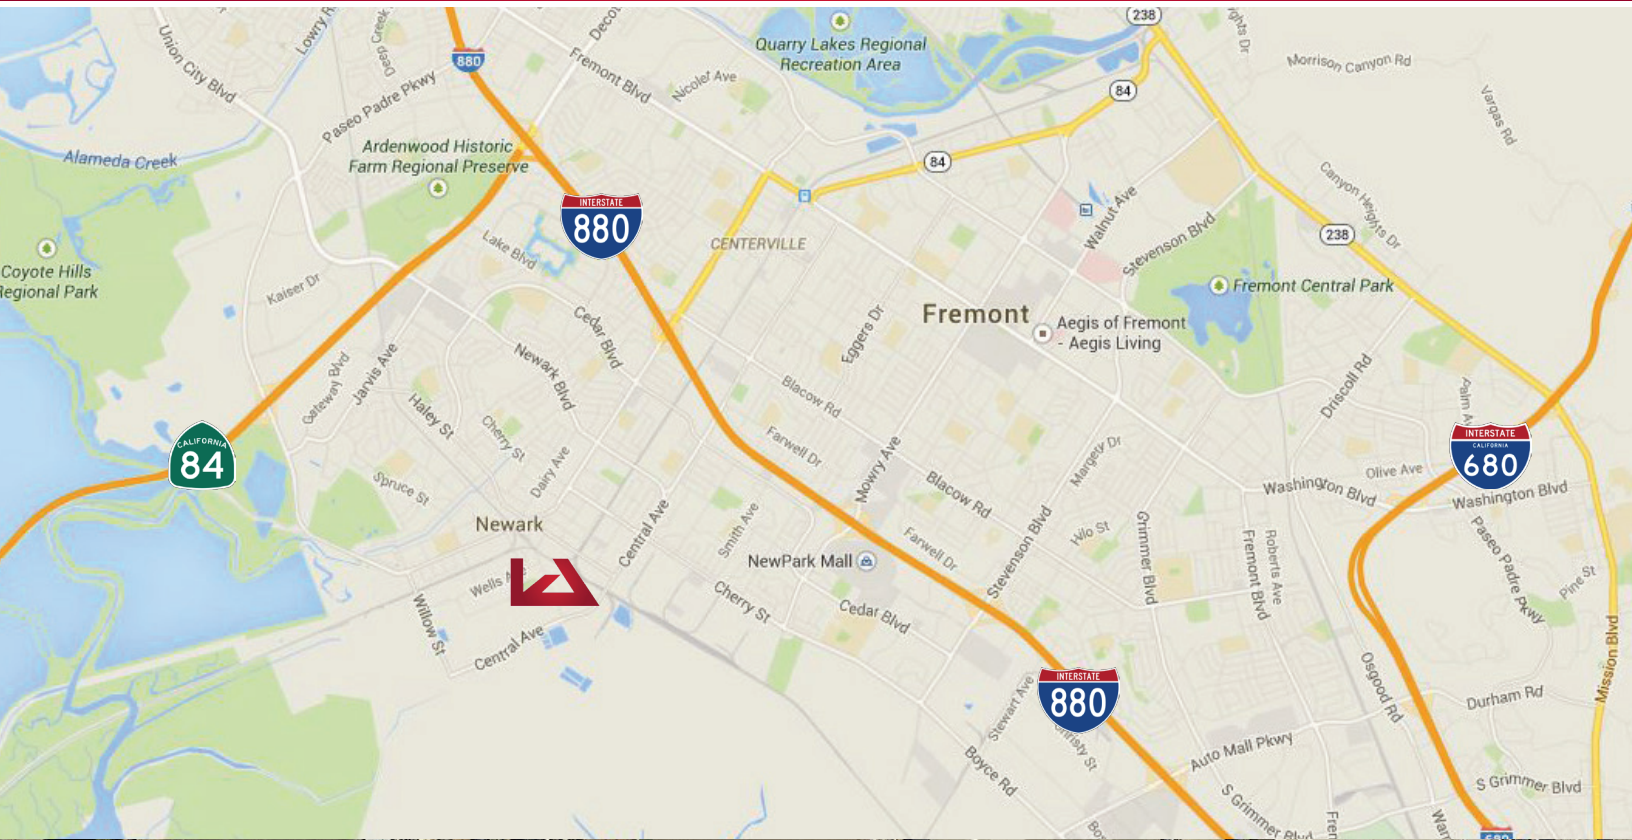 238
Union City Blvd
Lowry R
Deep Creek
Deco
880
Fremont Blvd
Nicolet Ave
Quarry Lakes Regional
Recreation Area
Morrison Canyon Rd
84
Vargas Rd
Paseo Padre Pkwy
Alameda Creek
Ardenwood Historic
Farm Regional Preserve
84
INTERSTATE
880
Lake Blvd
CENTERVILLE
Walnut Ave
Stevenson Blvd
Canyon Heights Dr
238
Coyote Hills
Regional Park
Kaiser Dr
Fremont Central Park
Fremont
Aegis of Fremont
- Aegis Living
Cedar Blvd
Eggers Dr
Gateway Blvd
Jarvis Ave
Newark Blvd
Haley St
Blacow Rd
Driscoll Rd
Palm Av
Cherry St
Farwell Dr
CALIFORNIA
84
INTERSTATE
CALIFORNIA
680
Mowry Ave
Margery Dr
Dairy Ave
Spruce St
Blacow Rd
Olive Ave
Washington Blvd
Washington Blvd
Newark
Central Ave
Smith Ave
Farwell Dr
Hilo St
Stevenson Blvd
Grimmer Blvd
Fremont Blvd
Roberts Ave
Paseo Padre Pkwy
Pine St
NewPark Mall
Wells
Willow St
Cherry St
Cedar Blvd
Central Ave
INTERSTATE
880
Stewart Ave
Christy St
Osgood Rd
Durham Rd
Mission Blvd
Auto Mall Pkwy
Boyce Rd
S Grimmer Blvd
S Grimmer Blvd
680